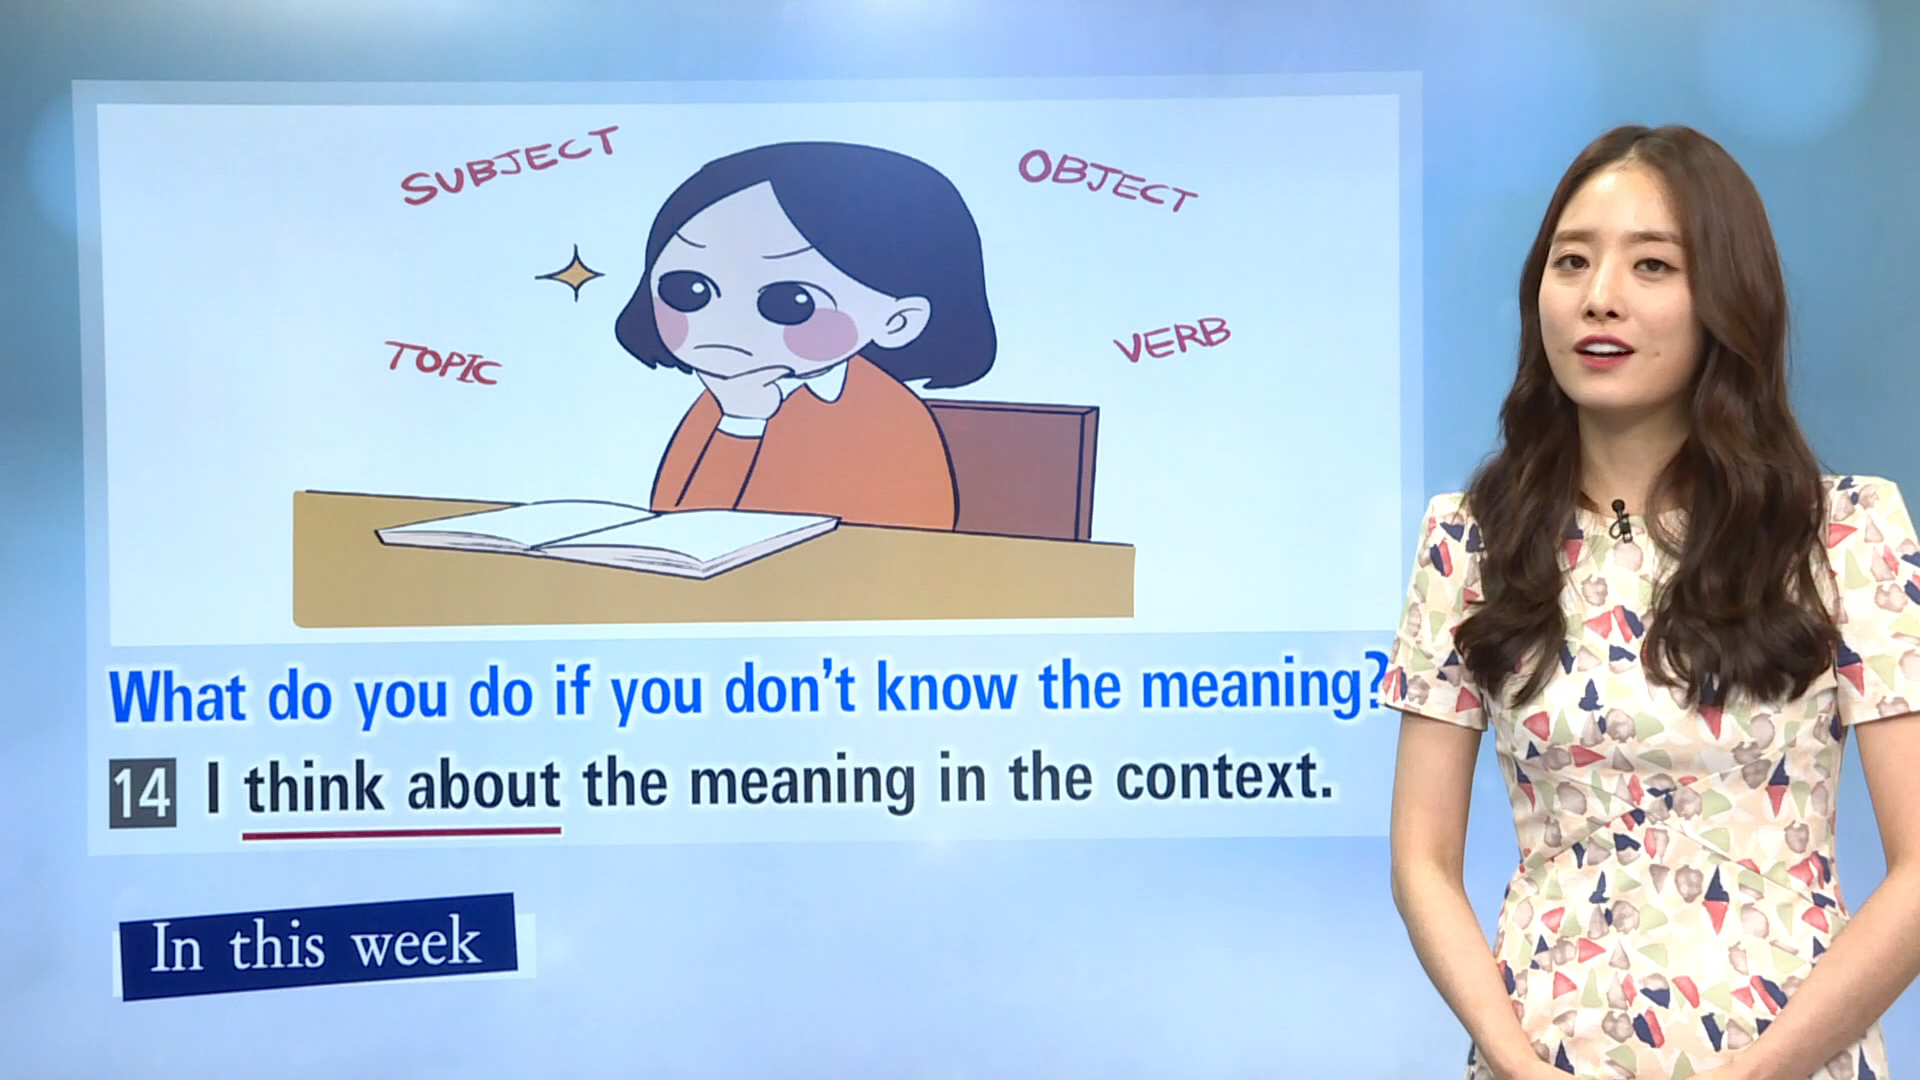 SUBJECT
OBJECT
TOPIC
VERB
What do you do if you don't know the meaning?
14 I think about the meaning in the context.
In this week